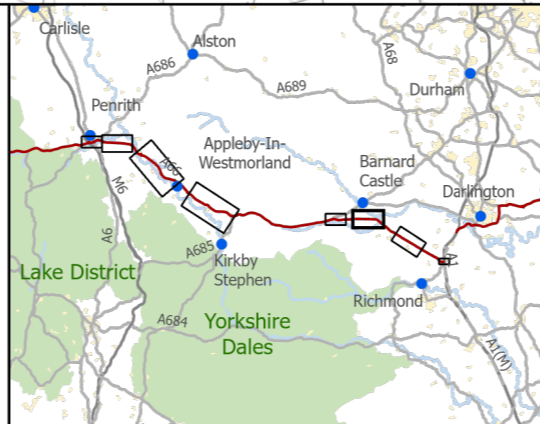 Carlisle
Alston
A68
A686
A689
Durham
Penrith
Appleby-In-
Westmorland
A66
Barnard
Castle
Darlington
M6
A6
A685
Kirkby
Stephen
A1
Lake District
Richmond
A684
Yorkshire
Dales
A1(M)